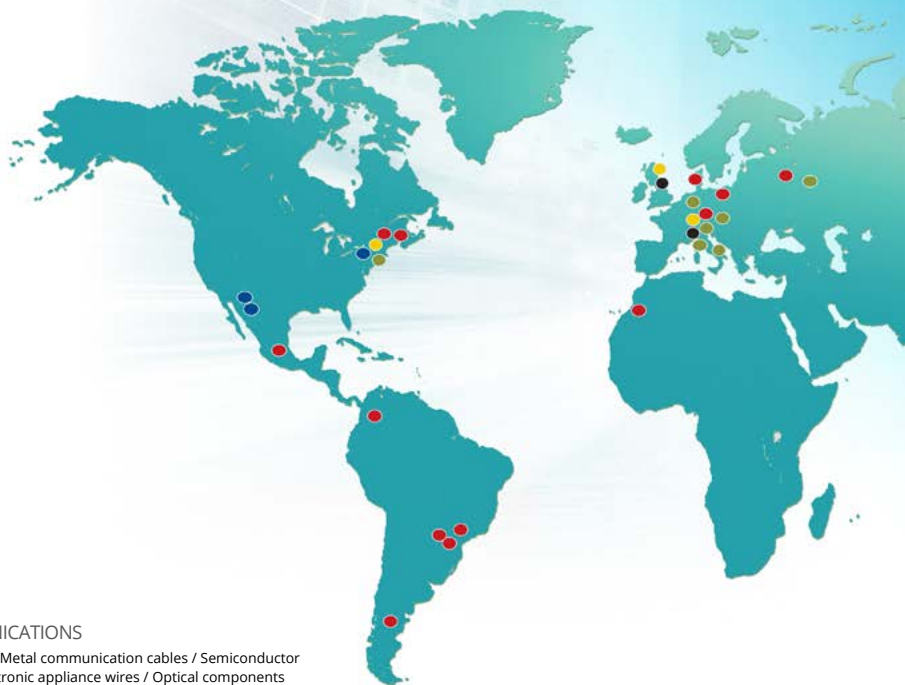 NICATIONS
Metal communication cables / Semiconductor
tronic appliance wires / Optical components